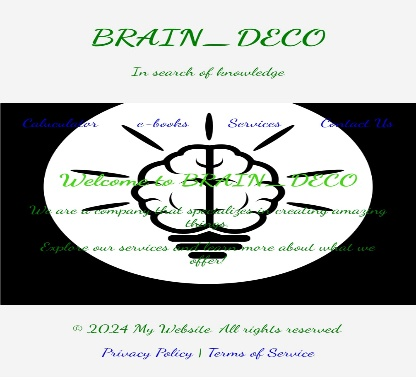 BRAIN_DECO
In search of knowledge
Calaculator e-books Services Contact Us
Welcome to BRAIN_DECO
We are a company that specializes in creating amazing
things.
Explore our services and learn more about what we
offer!
© 2024 My Website. All rights reserved.
Privacy Policy | Terms of Service